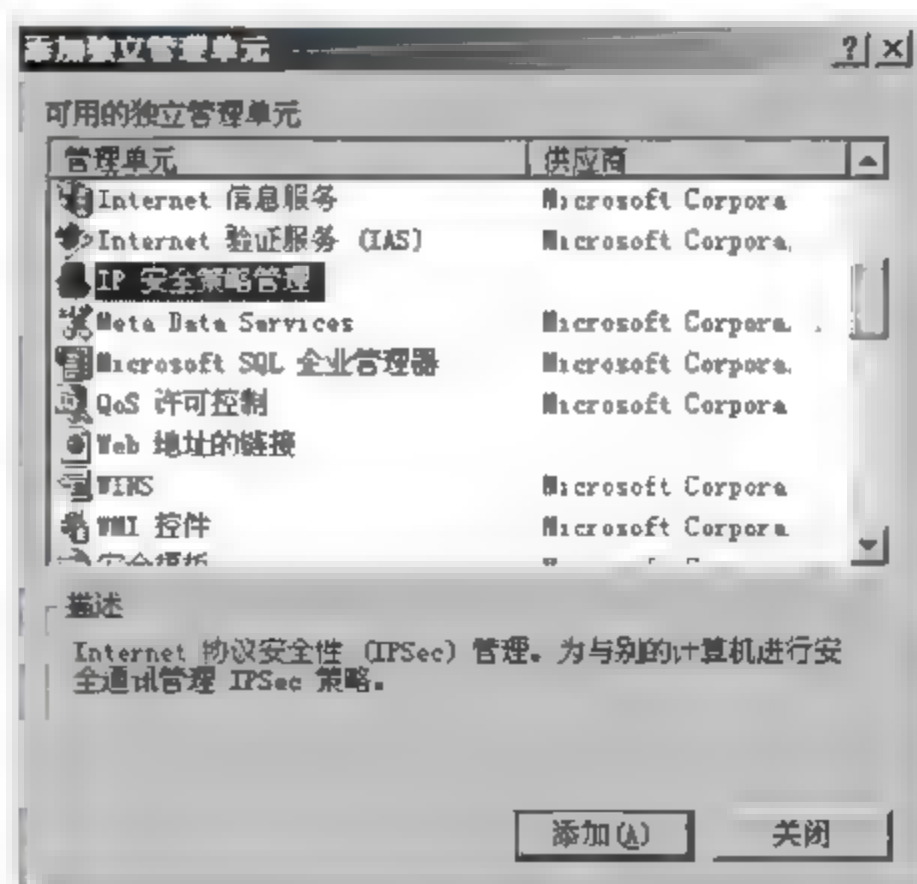 添加独立管理单元
可用的独立管理单元
管理单元 供应商
Internet 信息服务 Microsoft Corpora
Internet 验证服务 (IAS) Microsoft Corpora.
IP 安全策略管理
Meta Data Services Microsoft Corpora. .
Microsoft SQL 企业管理器 Microsoft Corpora.
QoS 许可控制 Microsoft Corpora
Web 地址的链接
WINS Microsoft Corpora
WMI 控件 Microsoft Corpora
安全模板
描述
Internet 协议安全性 (IPSec) 管理。为与别的计算机进行安
全通讯管理 IPSec 策略。
添加(A) 关闭